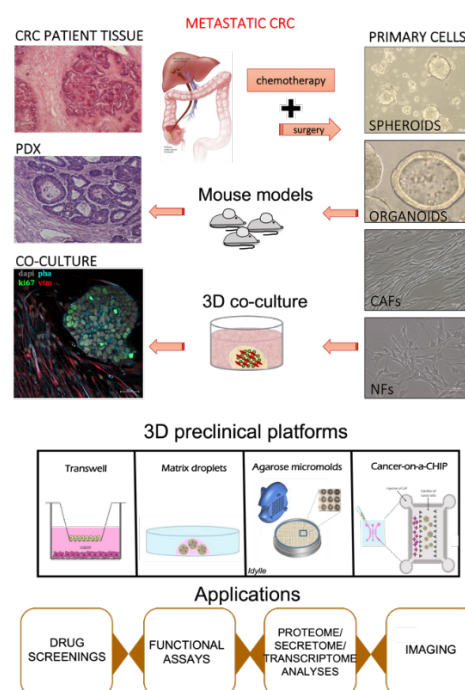 METASTATIC CRC
CRC PATIENT TISSUE
PRIMARY CELLS
chemotherapy
surgery
SPHEROIDS
PDX
Mouse models
ORGANOIDS
CO-CULTURE
dapi pha
ki67 vim
3D co-culture
CAFs
NFs
3D preclinical platforms
Transwell
Matrix droplets
Agarose micromolds
Cancer-on-a-CHIP
Idylle
Applications
DRUG
SCREENINGS
FUNCTIONAL
ASSAYS
PROTEOME/
SECRETOME/
TRANSCRIPTOME
ANALYSES
IMAGING